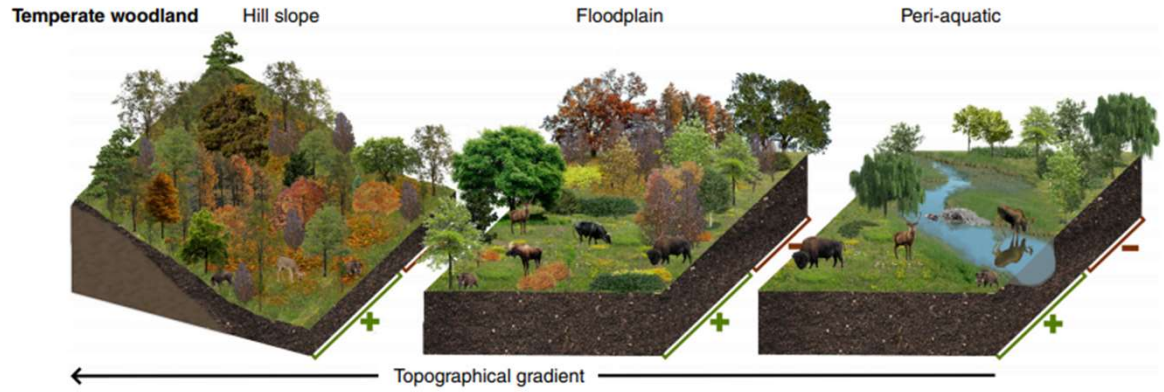 Temperate woodland
Hill slope
Floodplain
Peri-aquatic
+
-
+
-
+
Topographical gradient